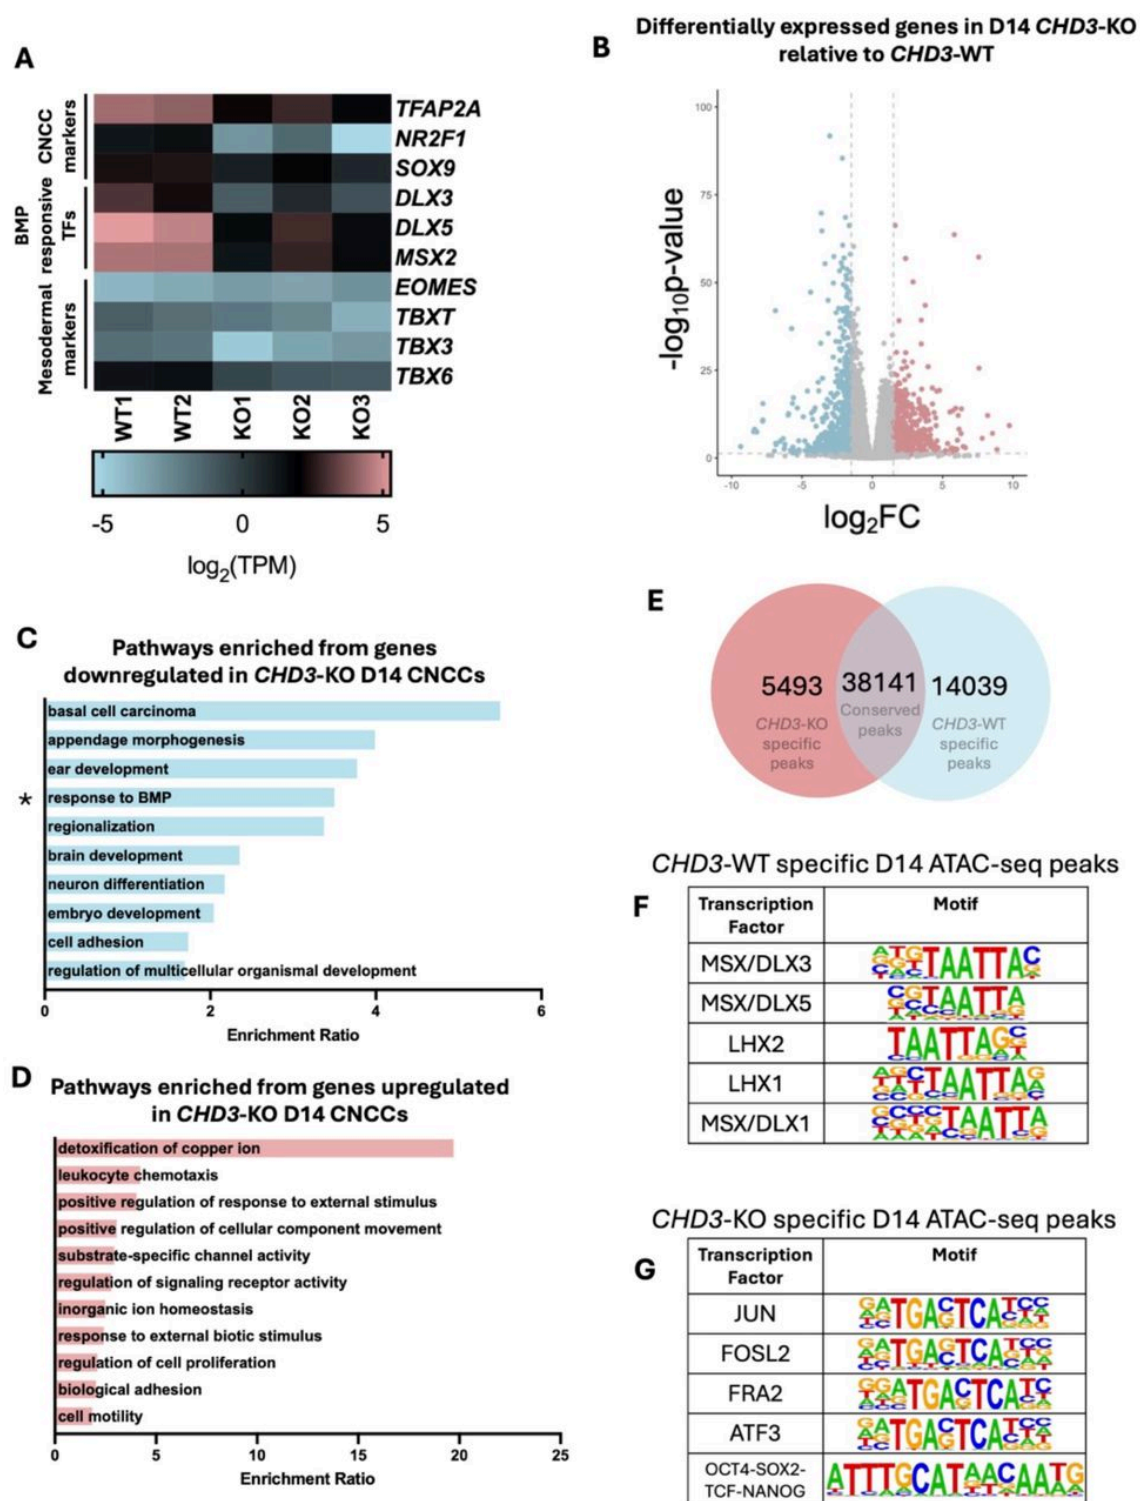 A
CNCC markers
BMP responsive TFs
Mesodermal markers
TFAP2A
NR2F1
SOX9
DLX3
DLX5
MSX2
EOMES
TBXT
TBX3
TBX6
WT1 WT2 KO1 KO2 KO3
-5 0 5
log2(TPM)
B
Differentially expressed genes in D14 CHD3-KO
relative to CHD3-WT
-log10p-value
100
75
50
25
0
-10 -5 0 5 10
log2FC
C
Pathways enriched from genes
downregulated in CHD3-KO D14 CNCCs
basal cell carcinoma
appendage morphogenesis
ear development
* response to BMP
regionalization
brain development
neuron differentiation
embryo development
cell adhesion
regulation of multicellular organismal development
0 2 4 6
Enrichment Ratio
D
Pathways enriched from genes upregulated
in CHD3-KO D14 CNCCs
detoxification of copper ion
leukocyte chemotaxis
positive regulation of response to external stimulus
positive regulation of cellular component movement
substrate-specific channel activity
regulation of signaling receptor activity
inorganic ion homeostasis
response to external biotic stimulus
regulation of cell proliferation
biological adhesion
cell motility
0 5 10 15 20 25
Enrichment Ratio
E
5493 38141 14039
CHD3-KO
specific
peaks
Conserved
peaks
CHD3-WT
specific
peaks
CHD3-WT specific D14 ATAC-seq peaks
F
Transcription
Factor
Motif
MSX/DLX3
TAATTA
MSX/DLX5
TAATTA
LHX2
TAATTAG
LHX1
TAATTAG
MSX/DLX1
TAATTA
CHD3-KO specific D14 ATAC-seq peaks
G
Transcription
Factor
Motif
JUN
GATGACTCATCC
FOSL2
GATGACTCATCC
FRA2
GGATGACTCATC
ATF3
GATGACTCATCC
OCT4-SOX2-
TCF-NANOG
ATTTGCATAACAATG